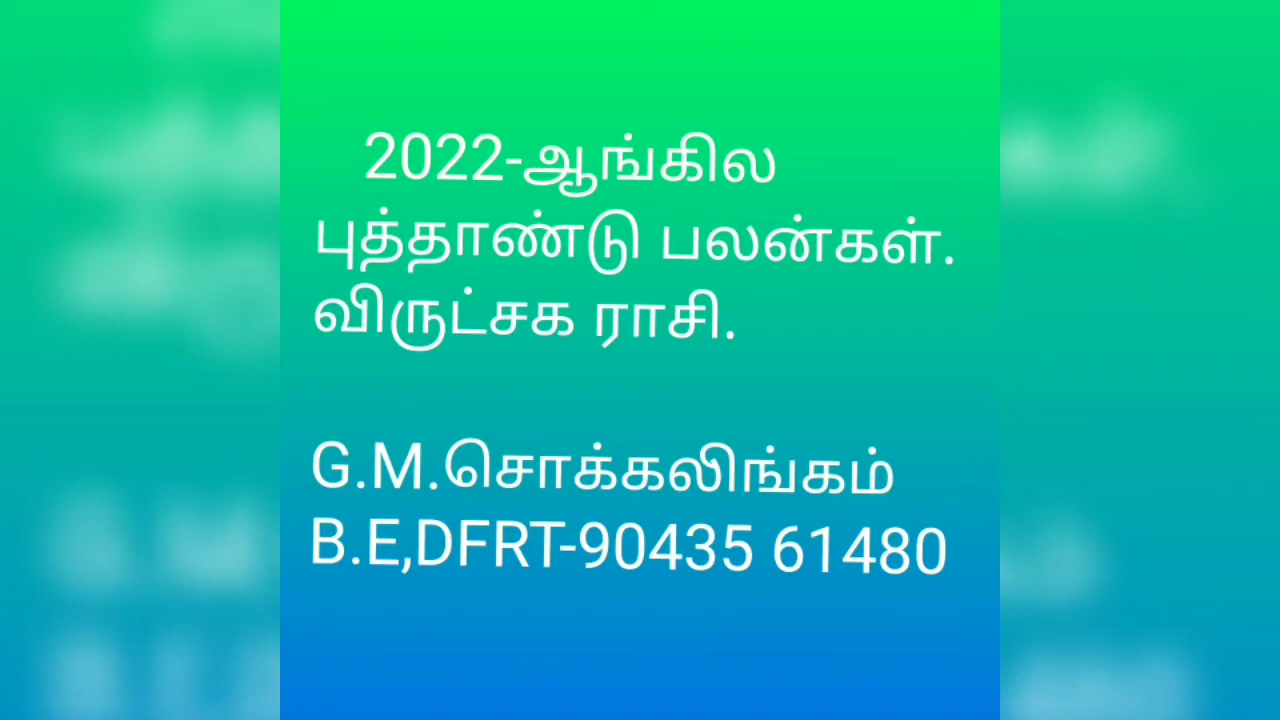 2022-ஆங்கில
புத்தாண்டு பலன்கள்.
விருட்சக ராசி.
G.M.சொக்கலிங்கம்
B.E,DFRT-90435 61480